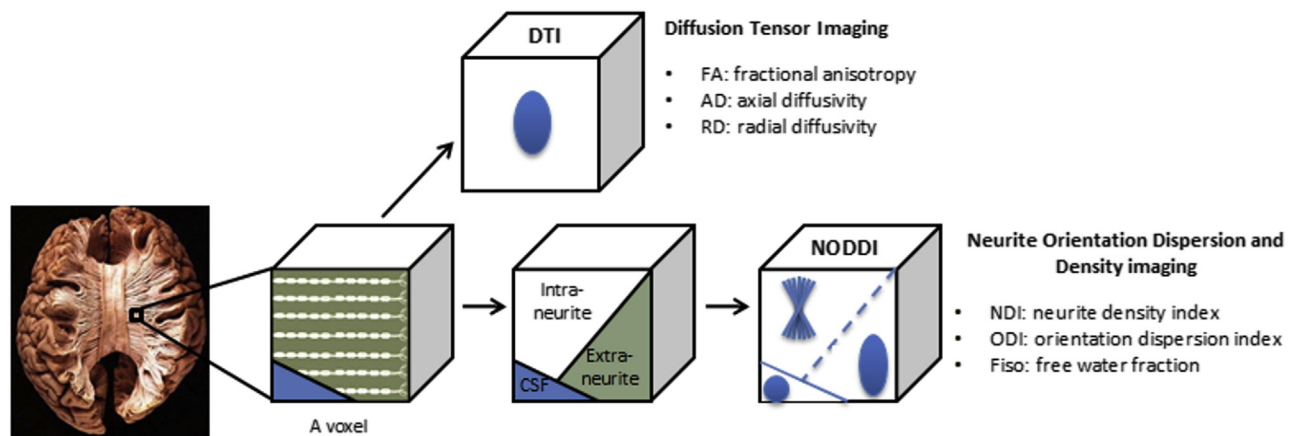 DTI
Diffusion Tensor Imaging
• FA: fractional anisotropy
• AD: axial diffusivity
• RD: radial diffusivity
A voxel
Intra-
neurite
Extra-
neurite
CSF
NODDI
Neurite Orientation Dispersion and
Density imaging
• NDI: neurite density index
• ODI: orientation dispersion index
• Fiso: free water fraction